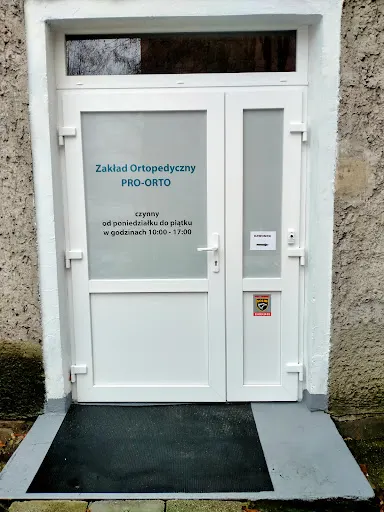 Zakład Ortopedyczny
PRO-ORTO
czynny
od poniedziałku do piątku
w godzinach 10:00 - 17:00